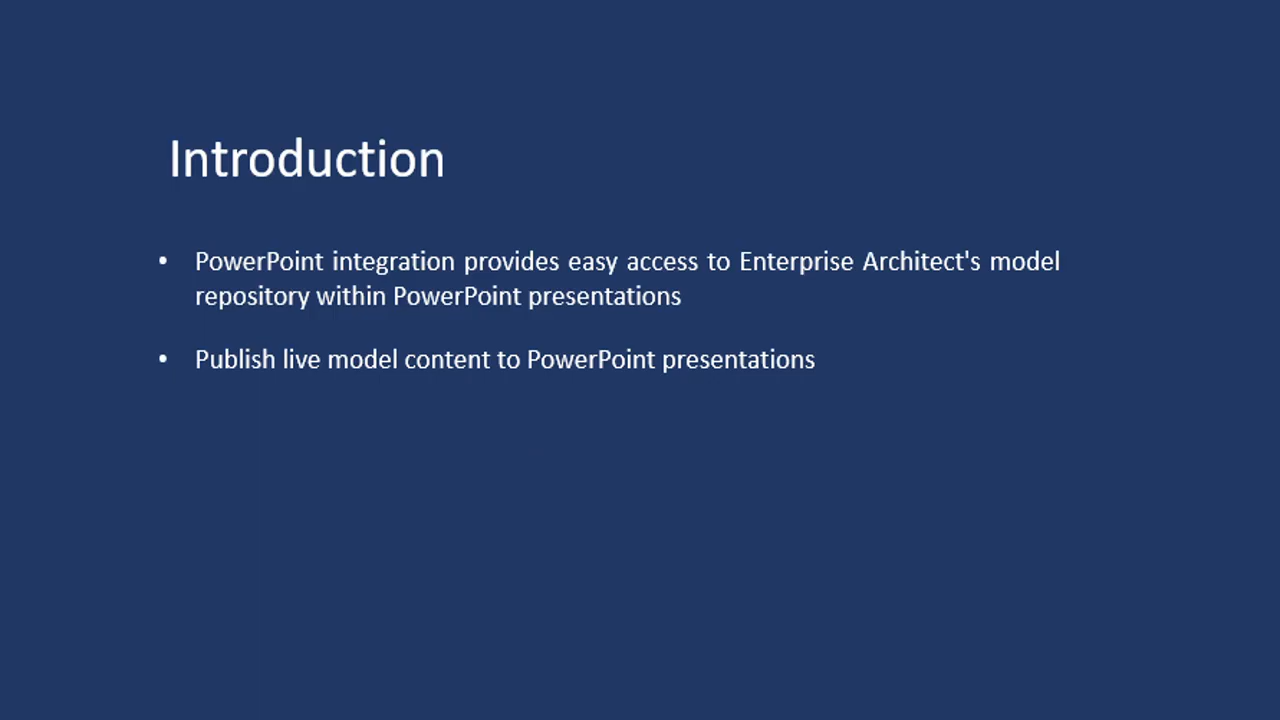 Introduction
• PowerPoint integration provides easy access to Enterprise Architect's model
repository within PowerPoint presentations
• Publish live model content to PowerPoint presentations